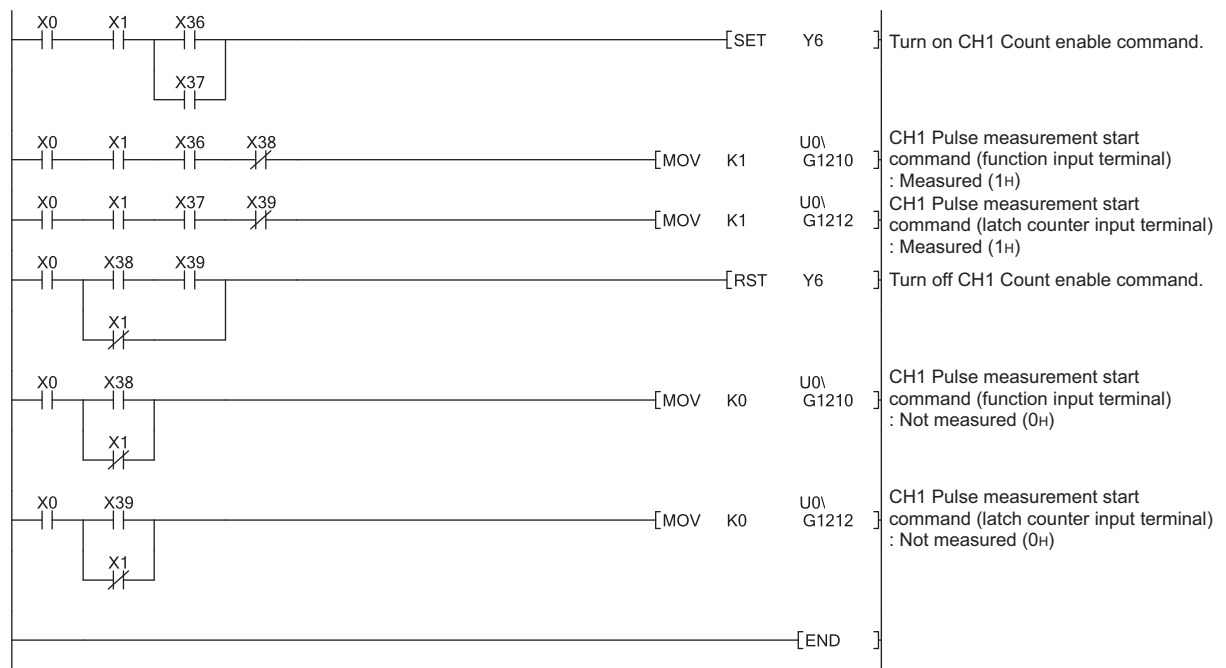 X0 X1 X36
[SET Y6 ] Turn on CH1 Count enable command.
X37
X0 X1 X36 X38
[MOV K1 U0\
G1210 ]
CH1 Pulse measurement start
command (function input terminal)
: Measured (1H)
X0 X1 X37 X39
[MOV K1 U0\
G1212 ]
CH1 Pulse measurement start
command (latch counter input terminal)
: Measured (1H)
X0 X38 X39
[RST Y6 ] Turn off CH1 Count enable command.
X1
X0 X38
[MOV K0 U0\
G1210 ]
CH1 Pulse measurement start
command (function input terminal)
: Not measured (0H)
X1
X0 X39
[MOV K0 U0\
G1212 ]
CH1 Pulse measurement start
command (latch counter input terminal)
: Not measured (0H)
X1
[END ]